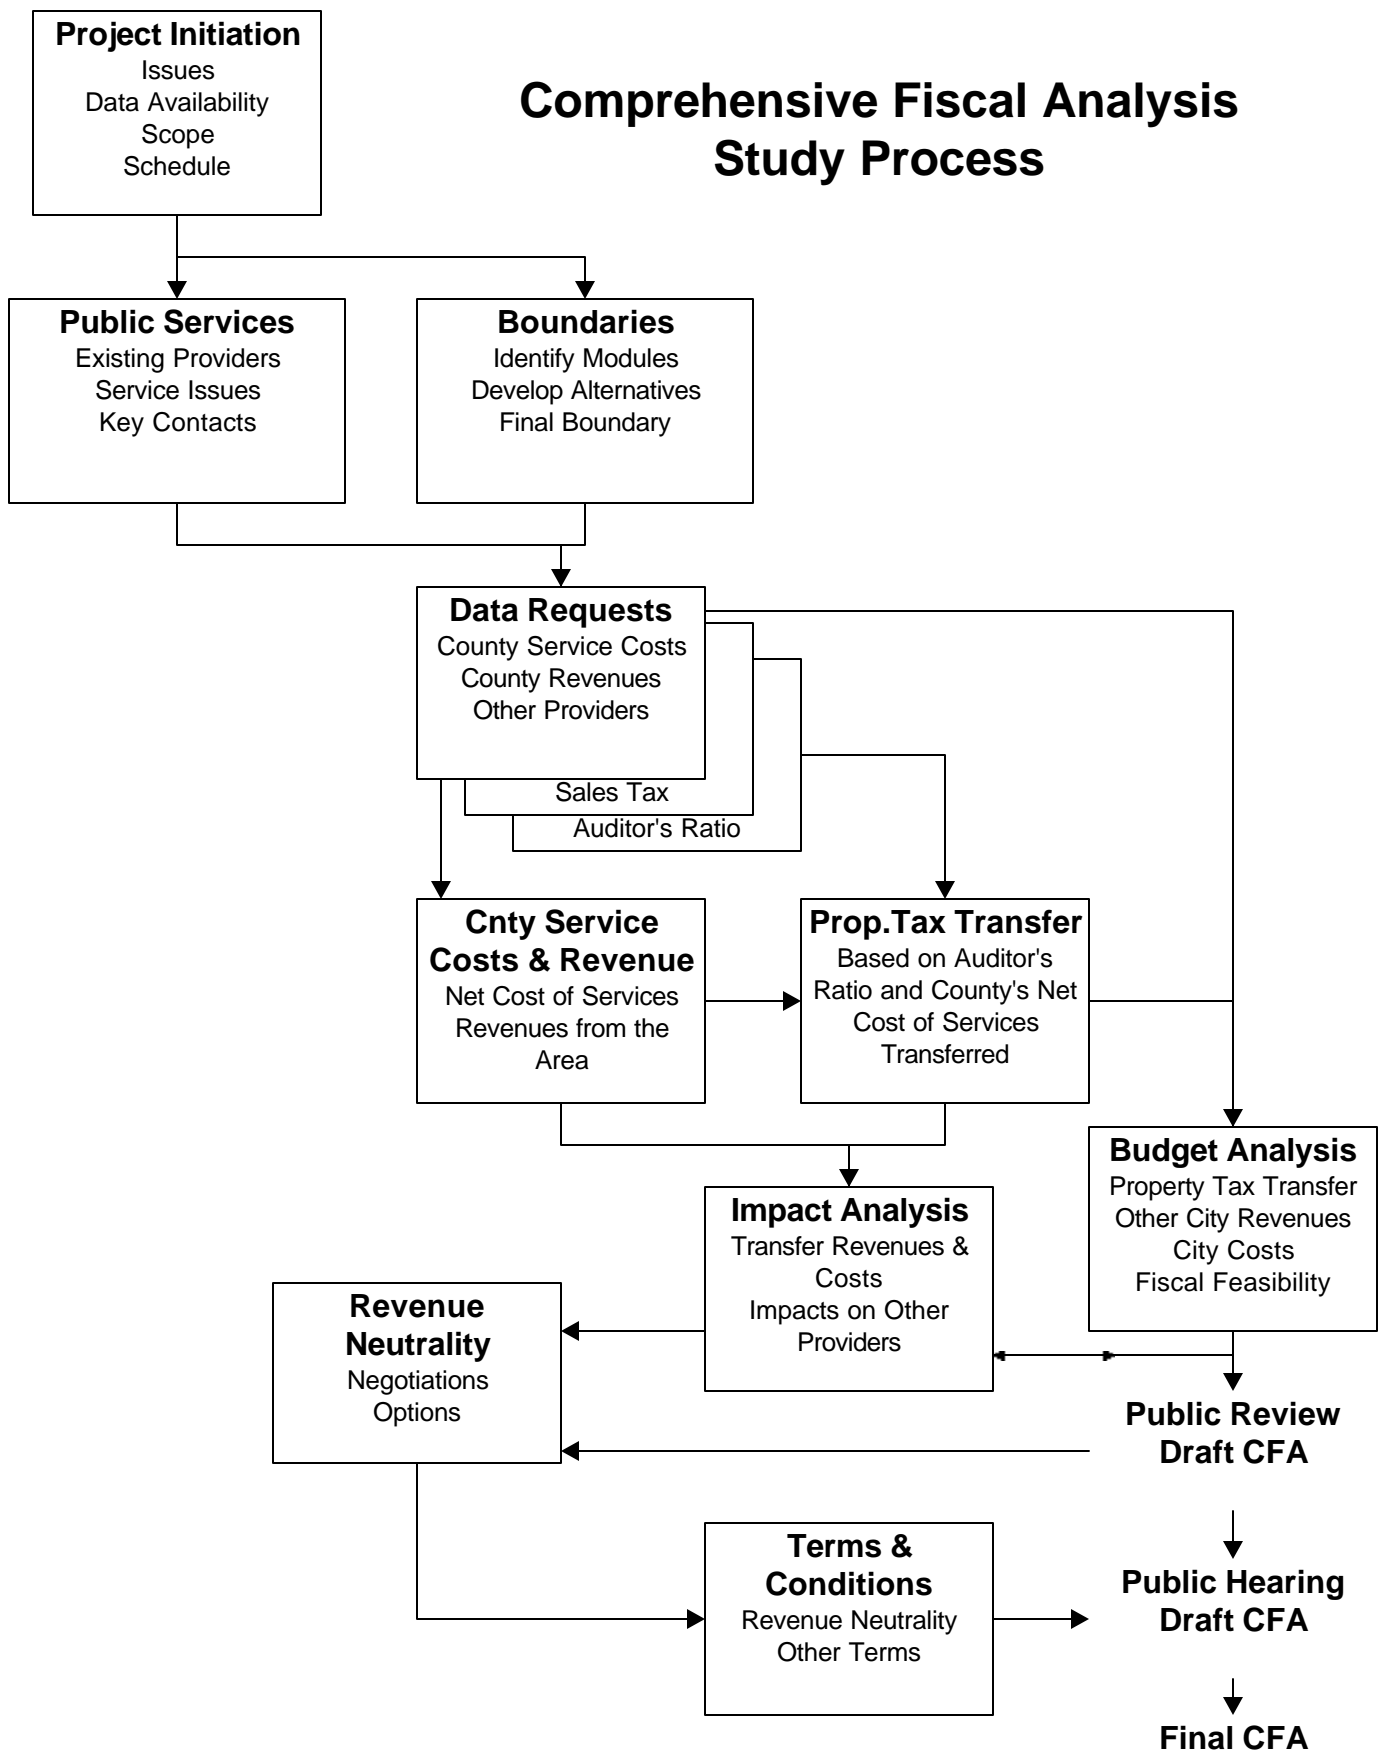 Project Initiation
Issues
Data Availability
Scope
Schedule
Comprehensive Fiscal Analysis
Study Process
Public Services
Existing Providers
Service Issues
Key Contacts
Boundaries
Identify Modules
Develop Alternatives
Final Boundary
Data Requests
County Service Costs
County Revenues
Other Providers
Sales Tax
Auditor's Ratio
Cnty Service
Costs & Revenue
Net Cost of Services
Revenues from the
Area
Prop.Tax Transfer
Based on Auditor's
Ratio and County's Net
Cost of Services
Transferred
Budget Analysis
Property Tax Transfer
Other City Revenues
City Costs
Fiscal Feasibility
Impact Analysis
Transfer Revenues &
Costs
Impacts on Other
Providers
Revenue
Neutrality
Negotiations
Options
Public Review
Draft CFA
Terms &
Conditions
Revenue Neutrality
Other Terms
Public Hearing
Draft CFA
Final CFA